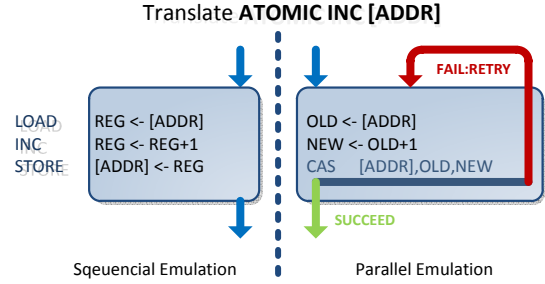 Translate ATOMIC INC [ADDR]
FAIL:RETRY
LOAD REG <- [ADDR]
INC REG <- REG+1
STORE [ADDR] <- REG
OLD <- [ADDR]
NEW <- OLD+1
CAS [ADDR],OLD,NEW
SUCCEED
Sqeuencial Emulation
Parallel Emulation